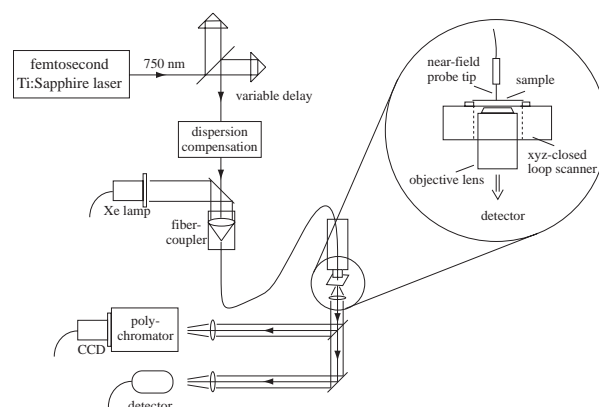 femtosecond
Ti:Sapphire laser
750 nm
variable delay
dispersion
compensation
Xe lamp
fiber-
coupler
near-field
probe tip
sample
xyz-closed
loop scanner
objective lens
detector
poly-
chromator
CCD
detector